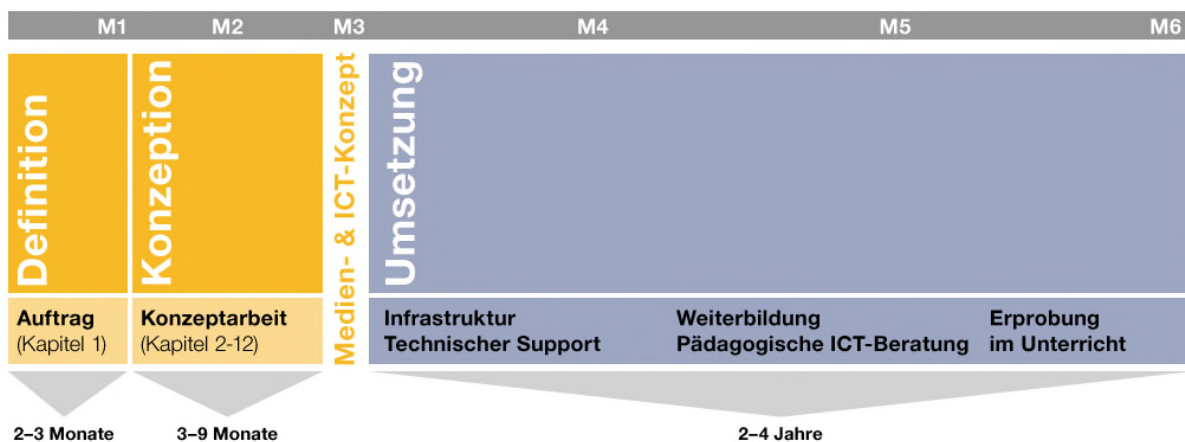 M1 M2 M3 M4 M5 M6
Definition
Konzeption
Medien- & ICT-Konzept
Umsetzung
Auftrag
(Kapitel 1)
Konzeptarbeit
(Kapitel 2-12)
Infrastruktur
Technischer Support
Weiterbildung
Pädagogische ICT-Beratung
Erprobung
im Unterricht
2–3 Monate
3–9 Monate
2–4 Jahre